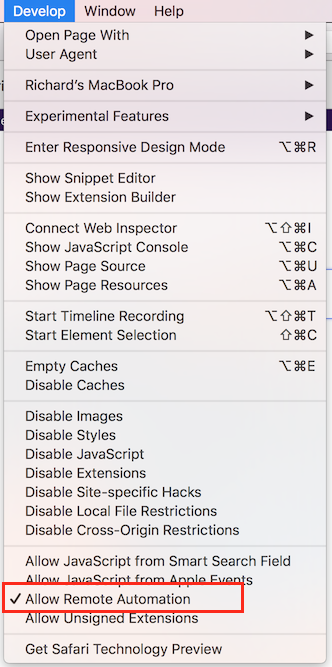 Develop Window Help
Open Page With ▶
User Agent ▶
Richard's MacBook Pro ▶
Experimental Features ▶
Enter Responsive Design Mode ⌥⌘R
Show Snippet Editor
Show Extension Builder
Connect Web Inspector ⌥⇧⌘I
Show JavaScript Console ⌥⌘C
Show Page Source ⌥⌘U
Show Page Resources ⌥⌘A
Start Timeline Recording ⌥⇧⌘T
Start Element Selection ⇧⌘C
Empty Caches ⌥⌘E
Disable Caches
Disable Images
Disable Styles
Disable JavaScript
Disable Extensions
Disable Site-specific Hacks
Disable Local File Restrictions
Disable Cross-Origin Restrictions
Allow JavaScript from Smart Search Field
Allow JavaScript from Apple Events
✓ Allow Remote Automation
Allow Unsigned Extensions
Get Safari Technology Preview